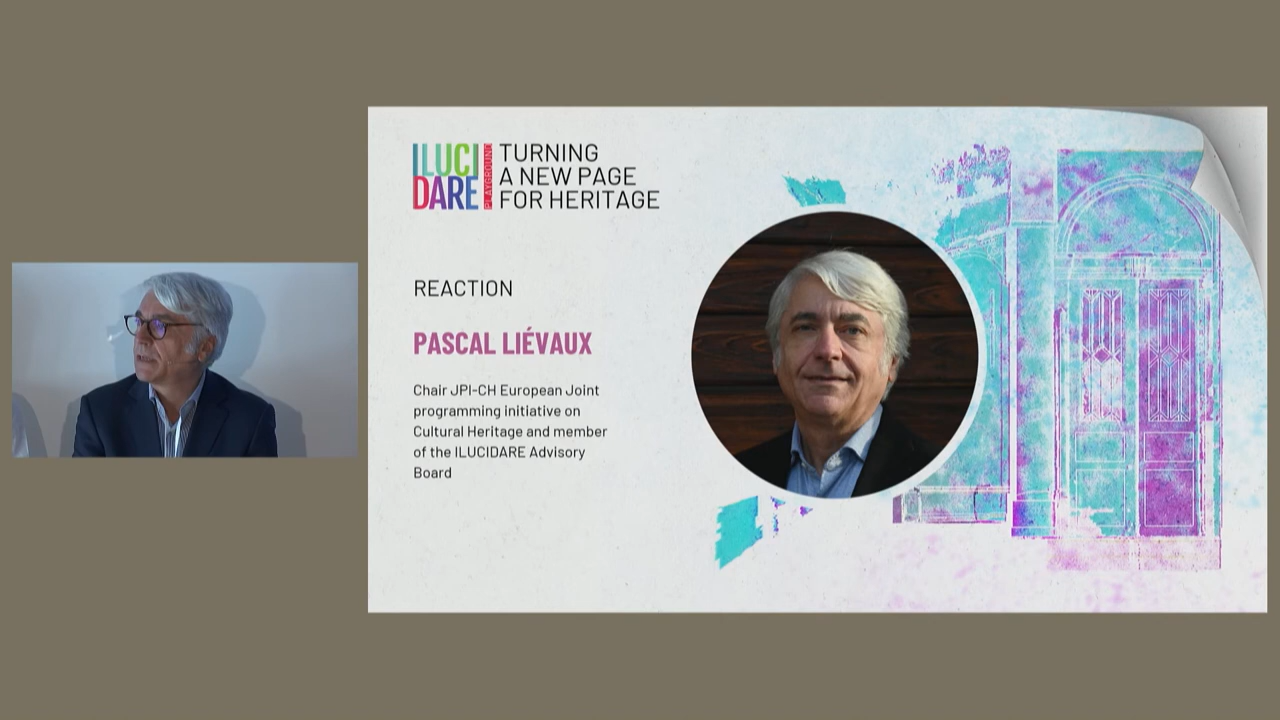 ILUCI
DARE
PLAYGROUND
TURNING
A NEW PAGE
FOR HERITAGE
REACTION
PASCAL LIÉVAUX
Chair JPI-CH European Joint
programming initiative on
Cultural Heritage and member
of the ILUCIDARE Advisory
Board